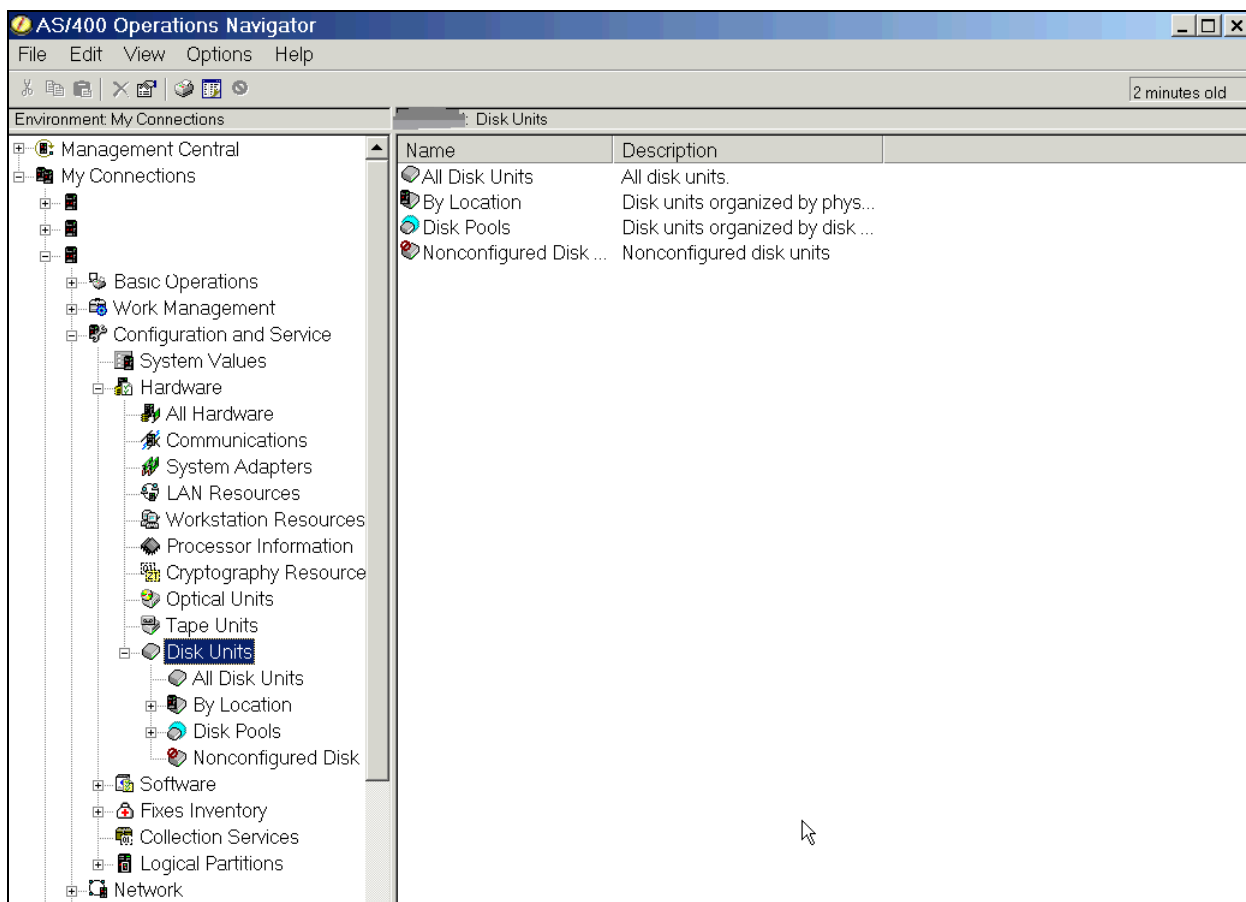 AS/400 Operations Navigator
File Edit View Options Help
2 minutes old
Environment: My Connections
: Disk Units
Management Central
My Connections
Basic Operations
Work Management
Configuration and Service
System Values
Hardware
All Hardware
Communications
System Adapters
LAN Resources
Workstation Resources
Processor Information
Cryptography Resource
Optical Units
Tape Units
Disk Units
All Disk Units
By Location
Disk Pools
Nonconfigured Disk
Software
Fixes Inventory
Collection Services
Logical Partitions
Network
Name Description
All Disk Units All disk units.
By Location Disk units organized by phys...
Disk Pools Disk units organized by disk ...
Nonconfigured Disk ... Nonconfigured disk units